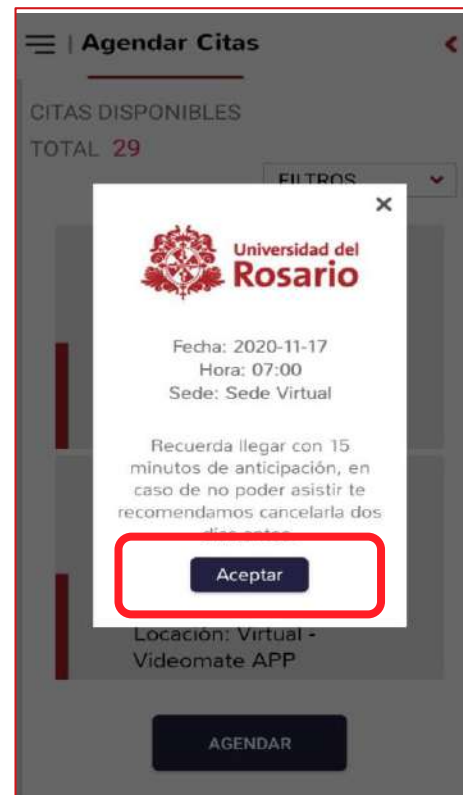 | Agendar Citas
CITAS DISPONIBLES
TOTAL 29
FILTROS
Universidad del
Rosario
Fecha: 2020-11-17
Hora: 07:00
Sede: Sede Virtual
Recuerda llegar con 15
minutos de anticipación, en
caso de no poder asistir te
recomendamos cancelarla dos
días antes
Aceptar
Locación: Virtual -
Videomate APP
AGENDAR